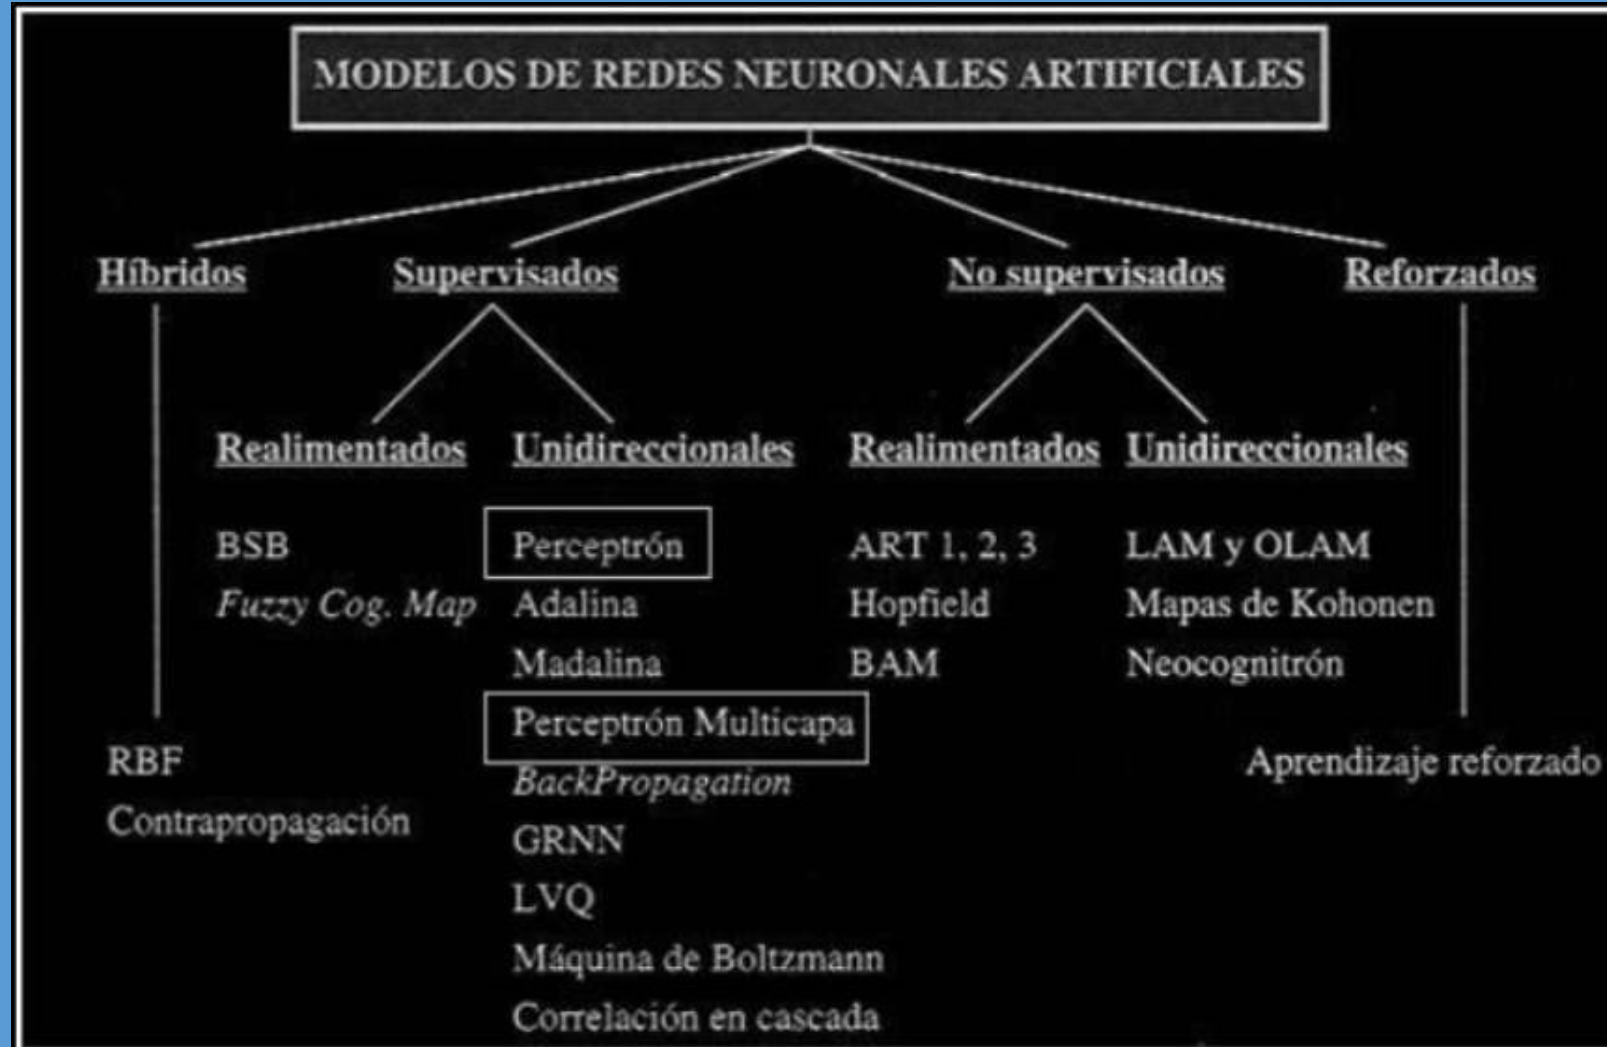 MODELOS DE REDES NEURONALES ARTIFICIALES
Híbridos
Supervisados
No supervisados
Reforzados
Realimentados
Unidireccionales
Realimentados
Unidireccionales
BSB
Fuzzy Cog. Map
Perceptrón
Adalina
Madalina
Perceptrón Multicapa
BackPropagation
GRNN
LVQ
Máquina de Boltzmann
Correlación en cascada
ART 1, 2, 3
Hopfield
BAM
LAM y OLAM
Mapas de Kohonen
Neocognitrón
RBF
Contrapropagación
Aprendizaje reforzado